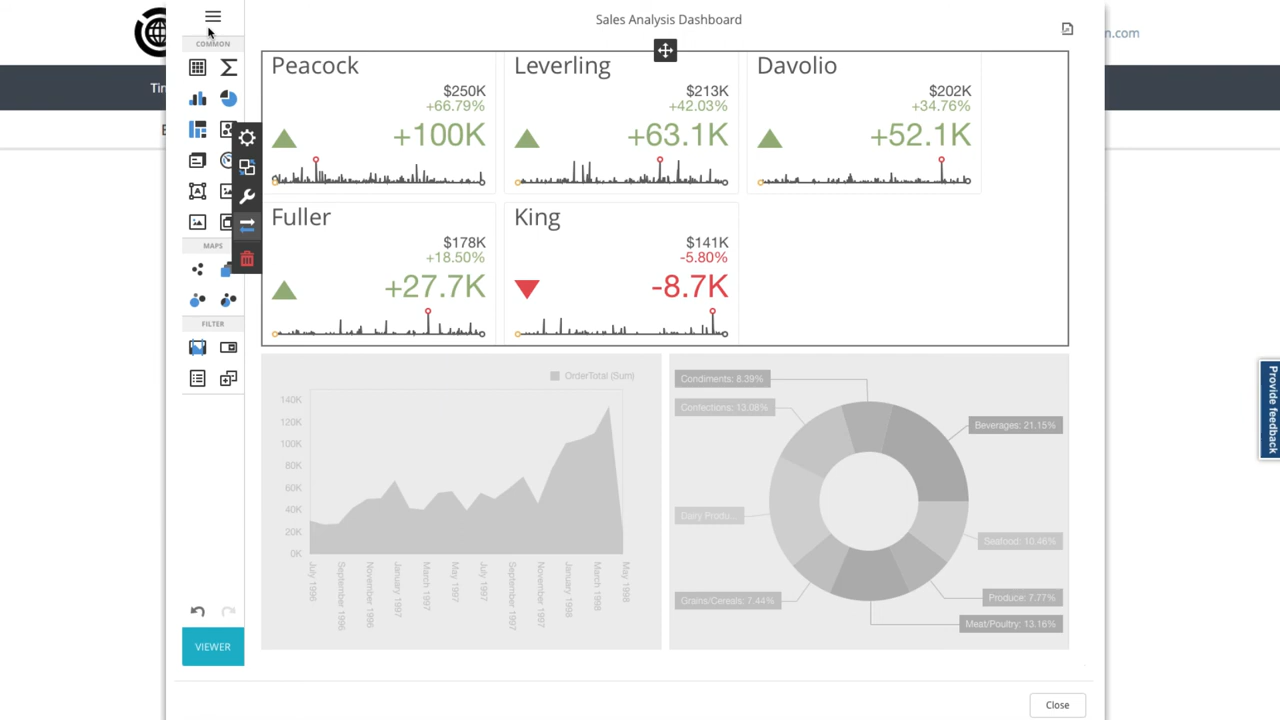 Sales Analysis Dashboard
n.com
COMMON
Tin
Peacock
$250K
+66.79%
+100K
Leverling
$213K
+42.03%
+63.1K
Davolio
$202K
+34.76%
+52.1K
Fuller
$178K
+18.50%
+27.7K
King
$141K
-5.80%
-8.7K
MAPS
FILTER
OrderTotal (Sum)
140K
120K
100K
80K
60K
40K
20K
0K
July 1996
September 1996
November 1996
January 1997
March 1997
May 1997
July 1997
September 1997
November 1997
January 1998
March 1998
May 1998
Condiments: 8.39%
Confections: 13.08%
Beverages: 21.15%
Dairy Produ...
Seafood: 10.46%
Grains/Cereals: 7.44%
Produce: 7.77%
Meat/Poultry: 13.16%
Provide feedback
VIEWER
Close